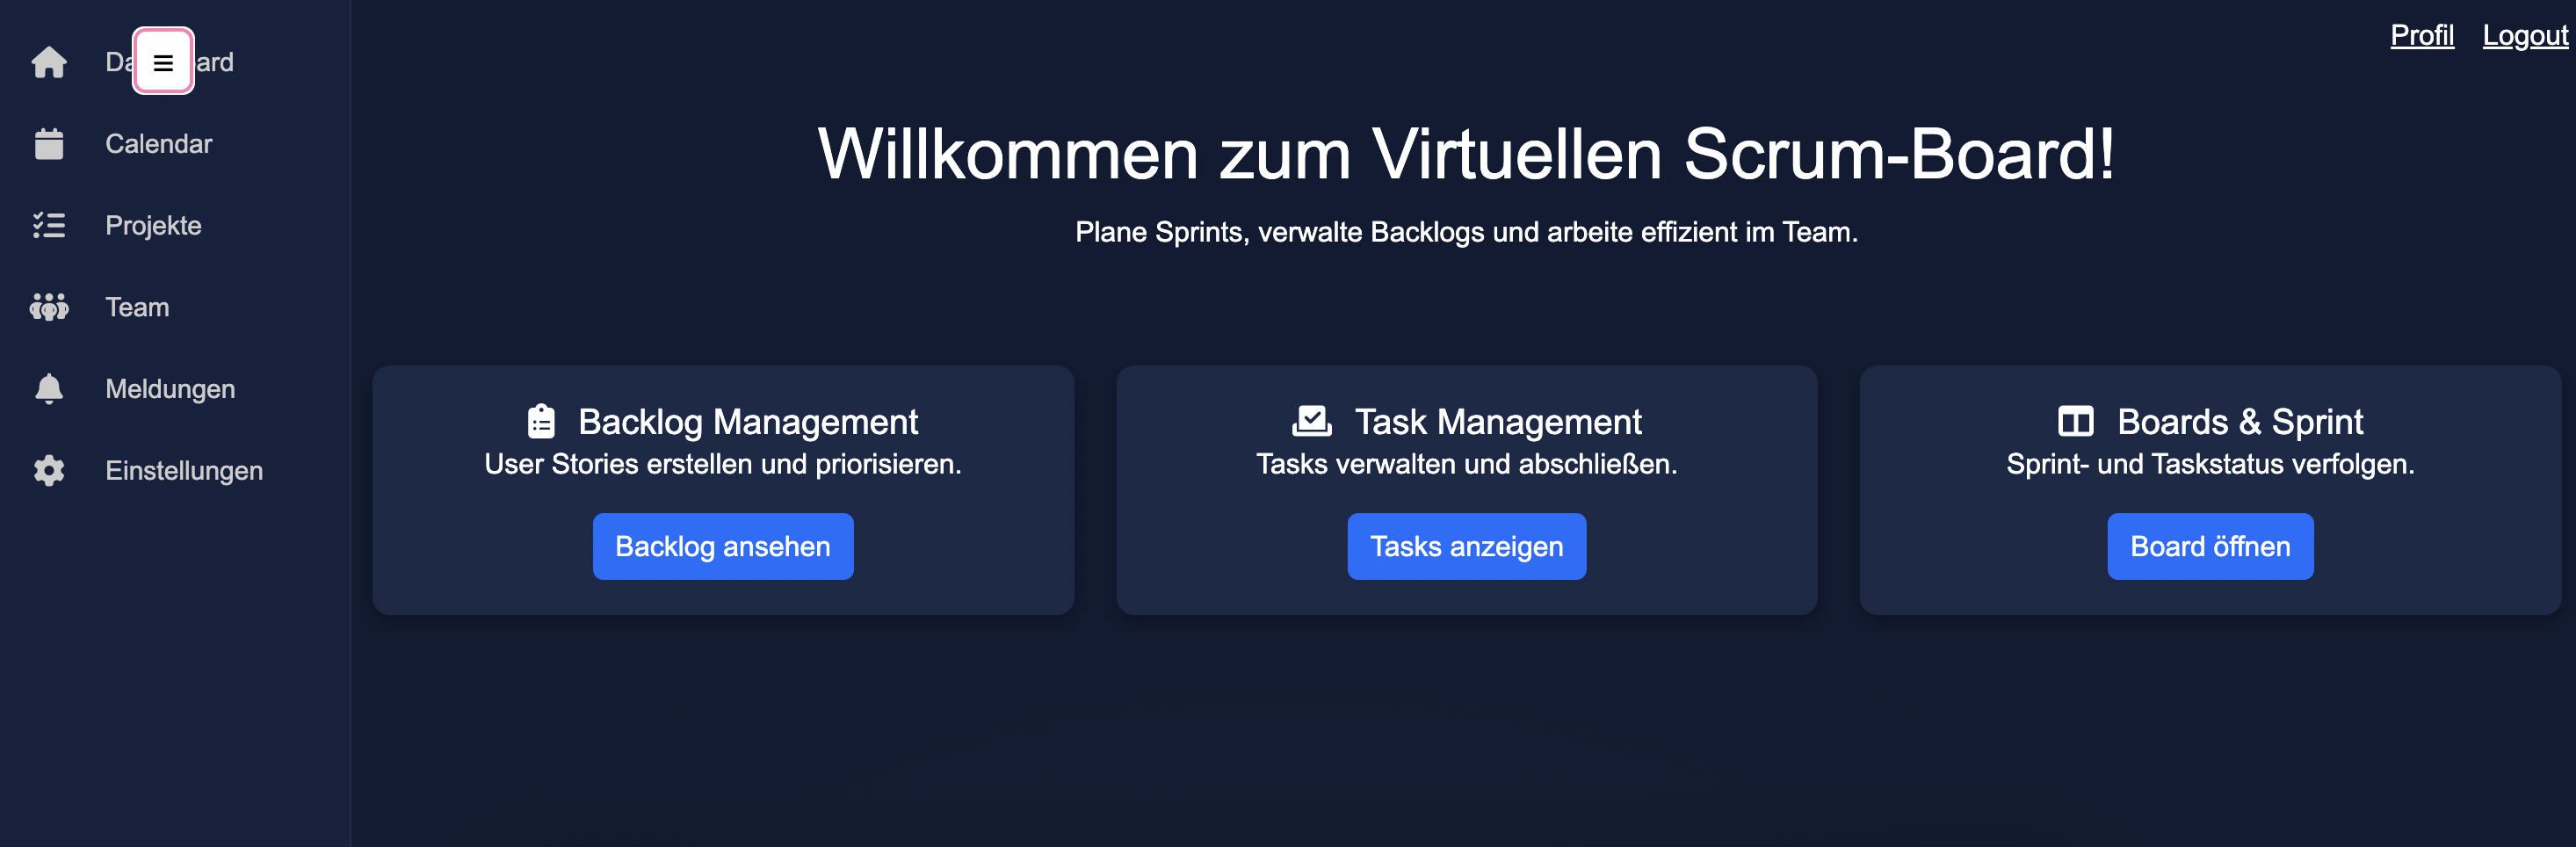 Profil Logout
Da ard
Calendar
Projekte
Team
Meldungen
Einstellungen
Willkommen zum Virtuellen Scrum-Board!
Plane Sprints, verwalte Backlogs und arbeite effizient im Team.
Backlog Management
User Stories erstellen und priorisieren.
Backlog ansehen
Task Management
Tasks verwalten und abschließen.
Tasks anzeigen
Boards & Sprint
Sprint- und Taskstatus verfolgen.
Board öffnen